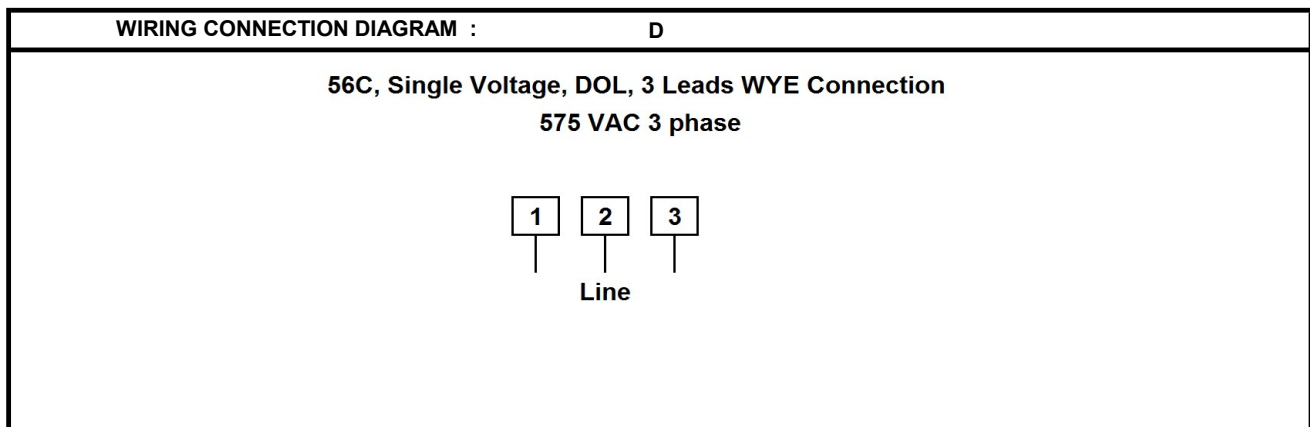 WIRING CONNECTION DIAGRAM : D
56C, Single Voltage, DOL, 3 Leads WYE Connection
575 VAC 3 phase
1 2 3
Line